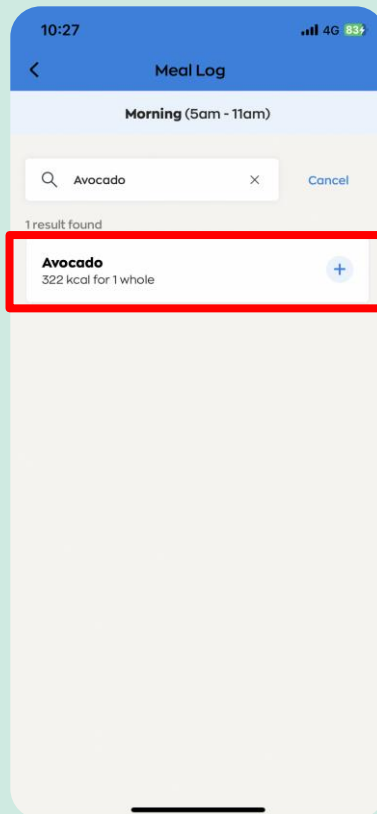 10:27 4G 83
Meal Log
Morning (5am - 11am)
Avocado Cancel
1 result found
Avocado
322 kcal for 1 whole